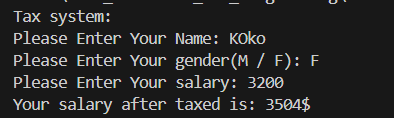 Tax system:
Please Enter Your Name: KOko
Please Enter Your gender(M / F): F
Please Enter Your salary: 3200
Your salary after taxed is: 3504$